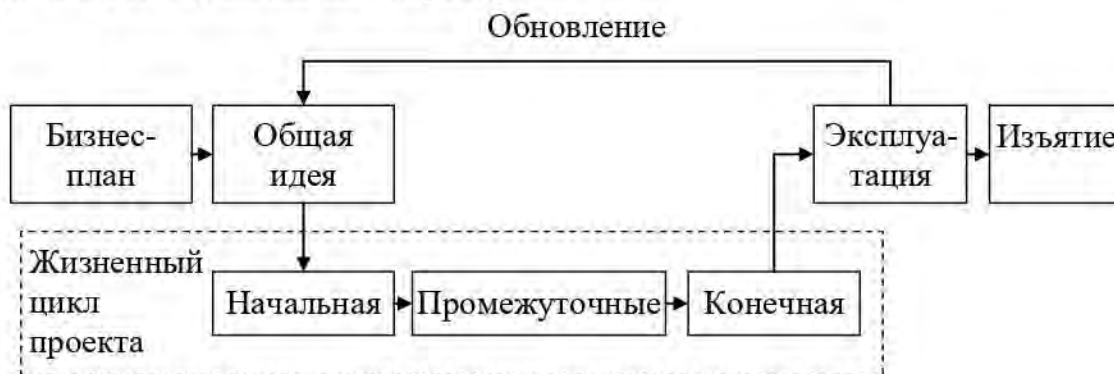 Обновление
Бизнес-
план
Общая
идея
Эксплуа-
тация
Изъятие
Жизненный
цикл
проекта
Начальная
Промежуточные
Конечная